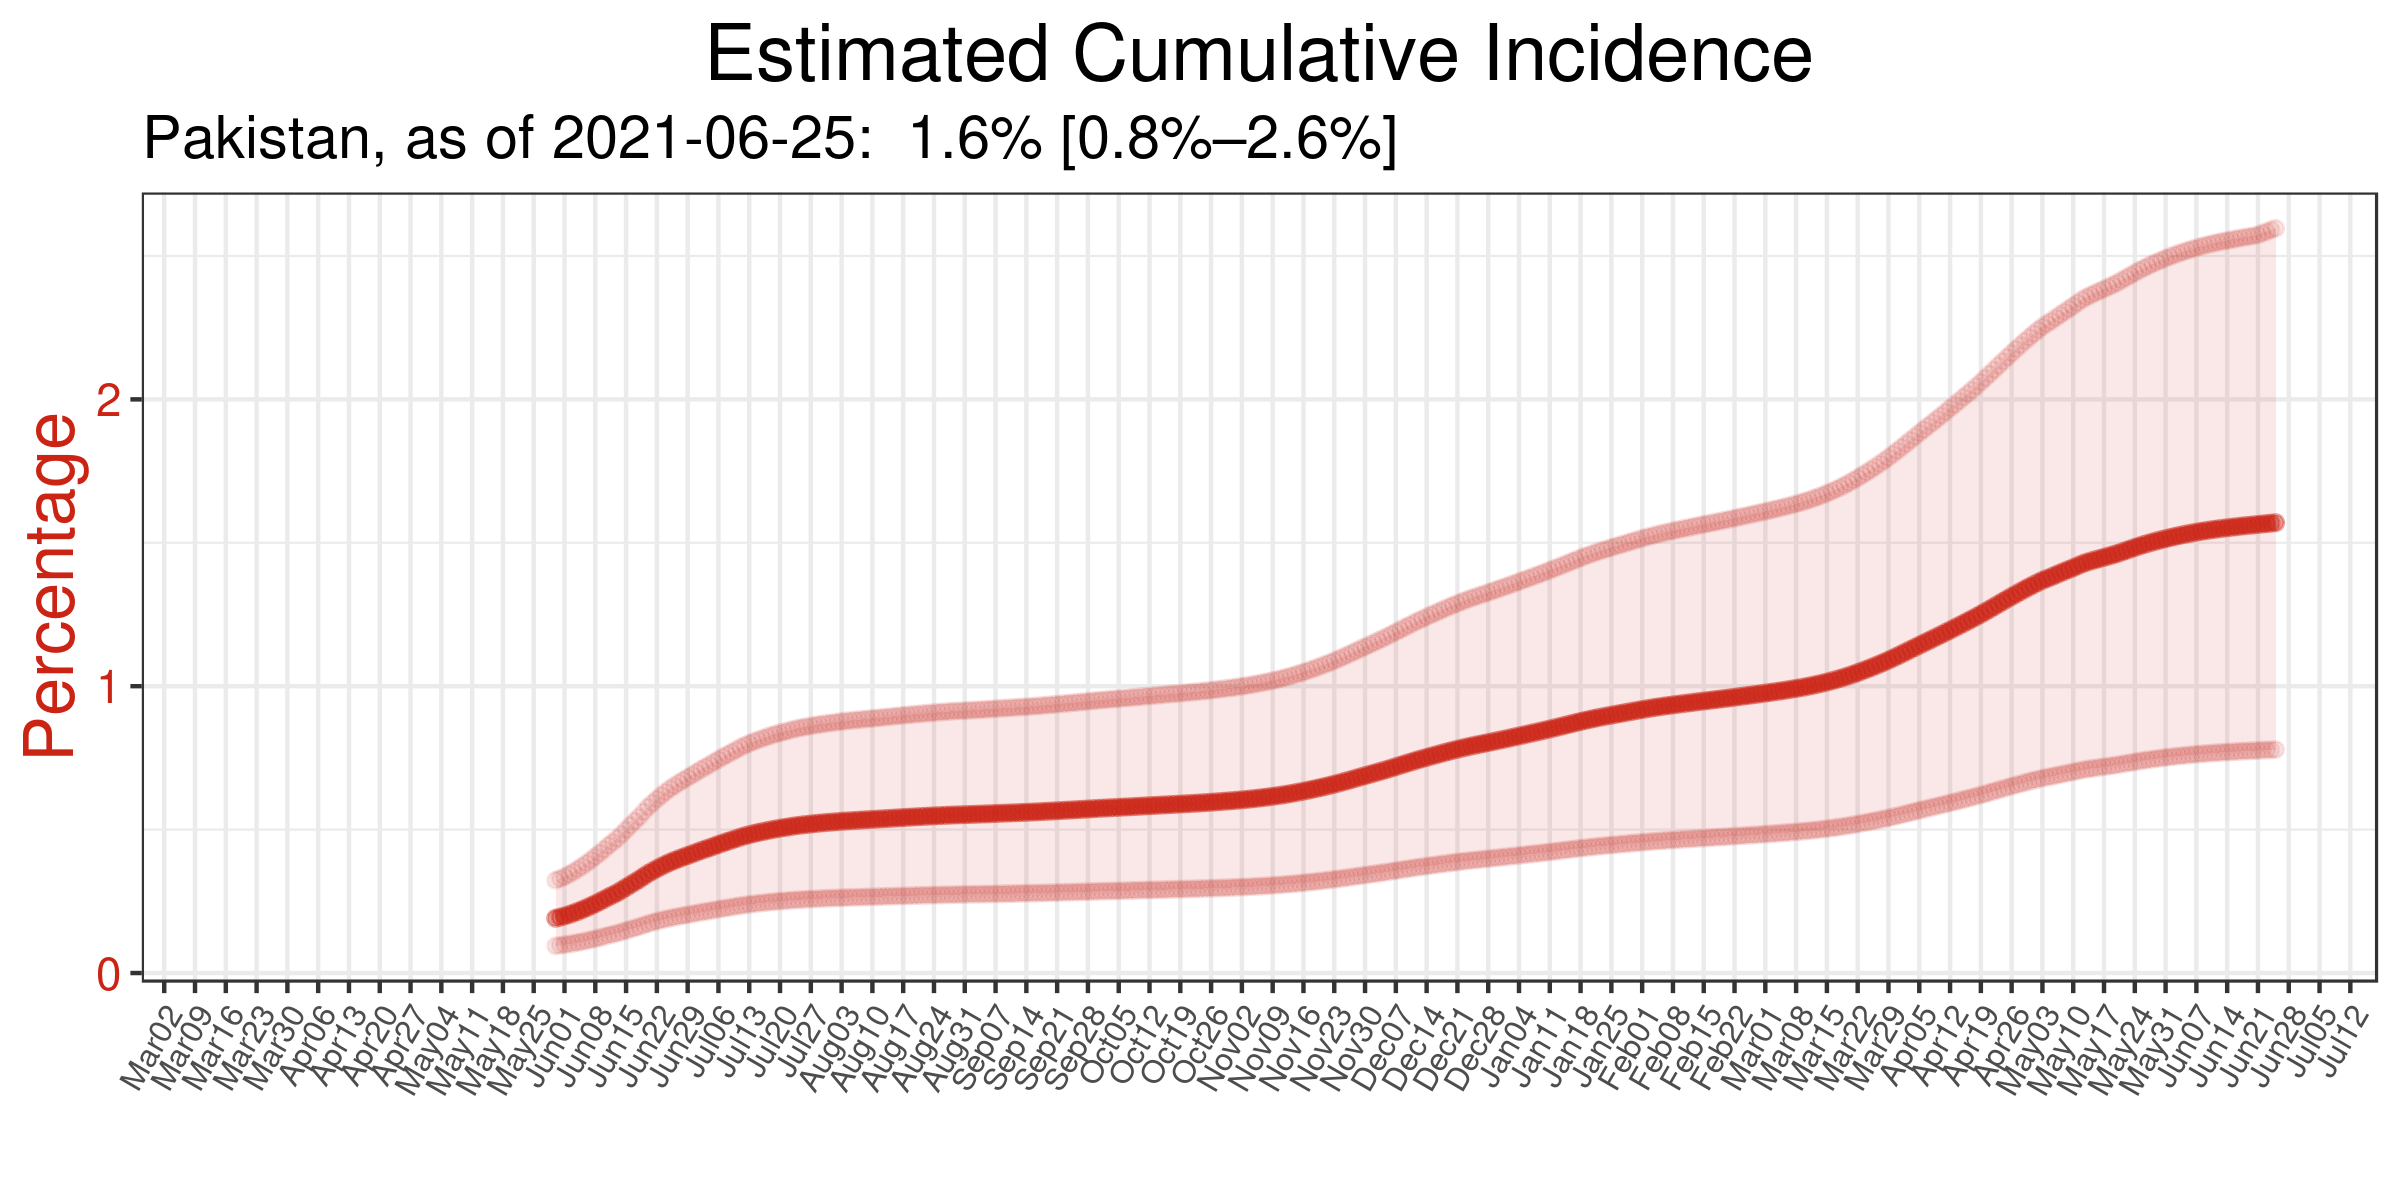 Estimated Cumulative Incidence
Pakistan, as of 2021-06-25:  1.6% [0.8%–2.6%]
Percentage
2
1
0
Mar02
Mar09
Mar16
Mar23
Mar30
Apr06
Apr13
Apr20
Apr27
May04
May11
May18
May25
Jun01
Jun08
Jun15
Jun22
Jun29
Jul06
Jul13
Jul20
Jul27
Aug03
Aug10
Aug17
Aug24
Aug31
Sep07
Sep14
Sep21
Sep28
Oct05
Oct12
Oct19
Oct26
Nov02
Nov09
Nov16
Nov23
Nov30
Dec07
Dec14
Dec21
Dec28
Jan04
Jan11
Jan18
Jan25
Feb01
Feb08
Feb15
Feb22
Mar01
Mar08
Mar15
Mar22
Mar29
Apr05
Apr12
Apr19
Apr26
May03
May10
May17
May24
May31
Jun07
Jun14
Jun21
Jun28
Jul05
Jul12